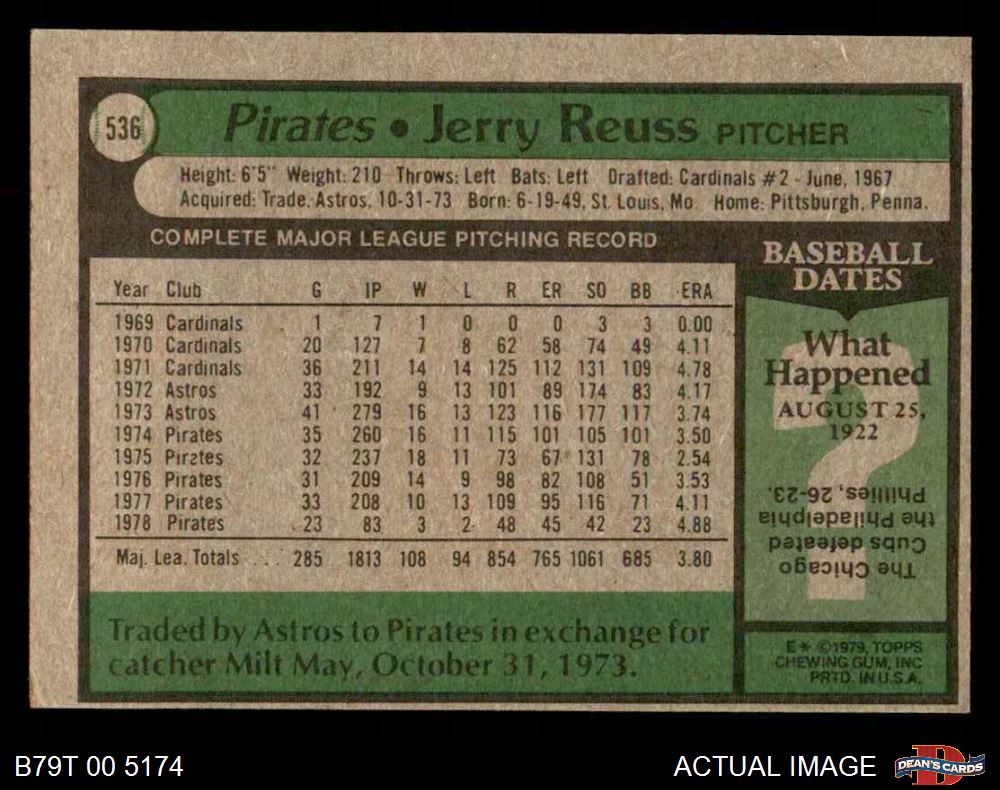 536
Pirates • Jerry Reuss PITCHER
Height: 6'5" Weight: 210 Throws: Left Bats: Left Drafted: Cardinals #2 - June, 1967
Acquired: Trade, Astros, 10-31-73 Born: 6-19-49, St. Louis, Mo. Home: Pittsburgh, Penna.
COMPLETE MAJOR LEAGUE PITCHING RECORD
Year Club G IP W L R ER SO BB ERA
1969 Cardinals 1 7 1 0 0 0 3 3 0.00
1970 Cardinals 20 127 7 8 62 58 74 49 4.11
1971 Cardinals 36 211 14 14 125 112 131 109 4.78
1972 Astros 33 192 9 13 101 89 174 83 4.17
1973 Astros 41 279 16 13 123 116 177 117 3.74
1974 Pirates 35 260 16 11 115 101 105 101 3.50
1975 Pirates 32 237 18 11 73 67 131 78 2.54
1976 Pirates 31 209 14 9 98 82 108 51 3.53
1977 Pirates 33 208 10 13 109 95 116 71 4.11
1978 Pirates 23 83 3 2 48 45 42 23 4.88
Maj. Lea. Totals ... 285 1813 108 94 854 765 1061 685 3.80
Traded by Astros to Pirates in exchange for
catcher Milt May, October 31, 1973.
BASEBALL
DATES
What
Happened
AUGUST 25,
1922
?
The Chicago
Cubs defeated
the Philadelphia
Phillies, 26-23.
E* ©1979, TOPPS
CHEWING GUM, INC
PRTD. IN U.S.A.
B79T 00 5174
ACTUAL IMAGE
D
DEAN'S CARDS